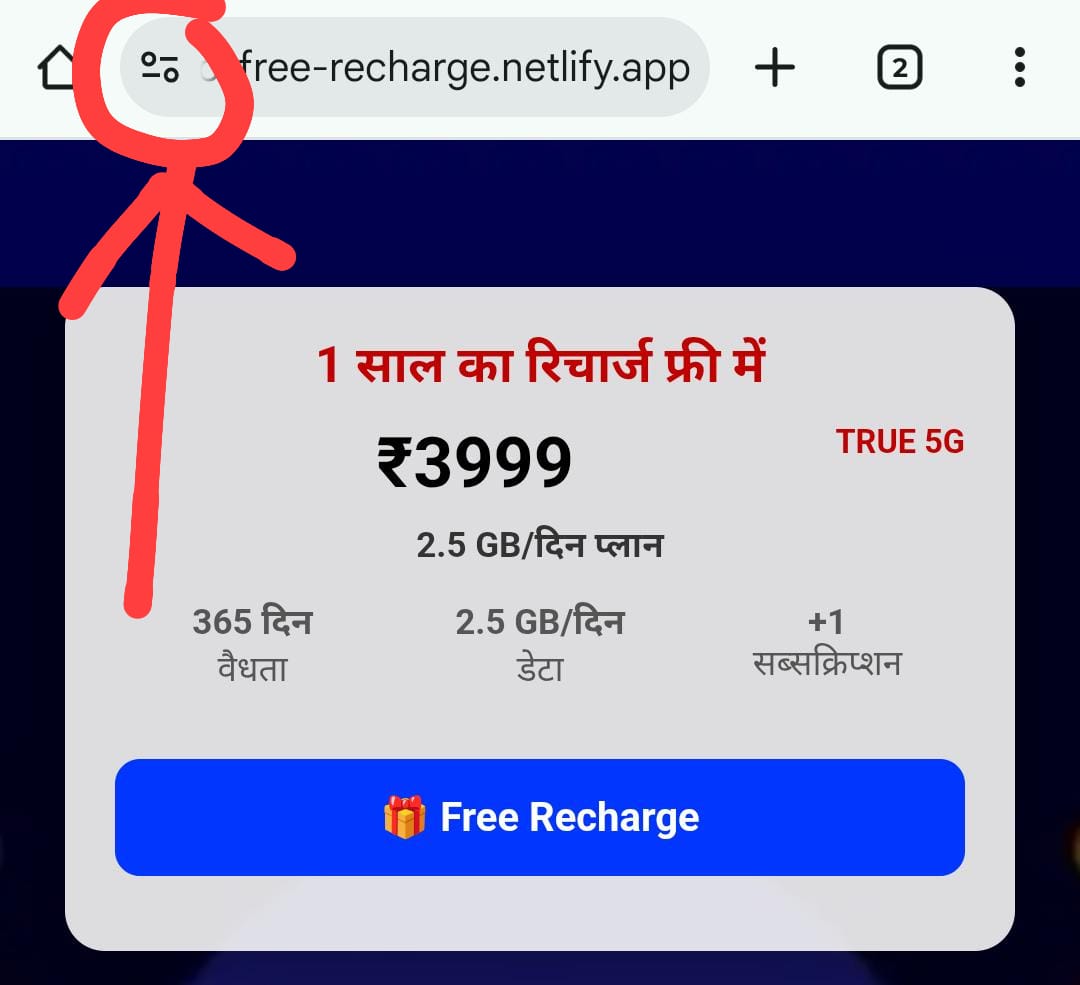 free-recharge.netlify.app
2
1 साल का रिचार्ज फ्री में
₹3999
TRUE 5G
2.5 GB/दिन प्लान
365 दिन
वैधता
2.5 GB/दिन
डेटा
+1
सब्सक्रिप्शन
Free Recharge